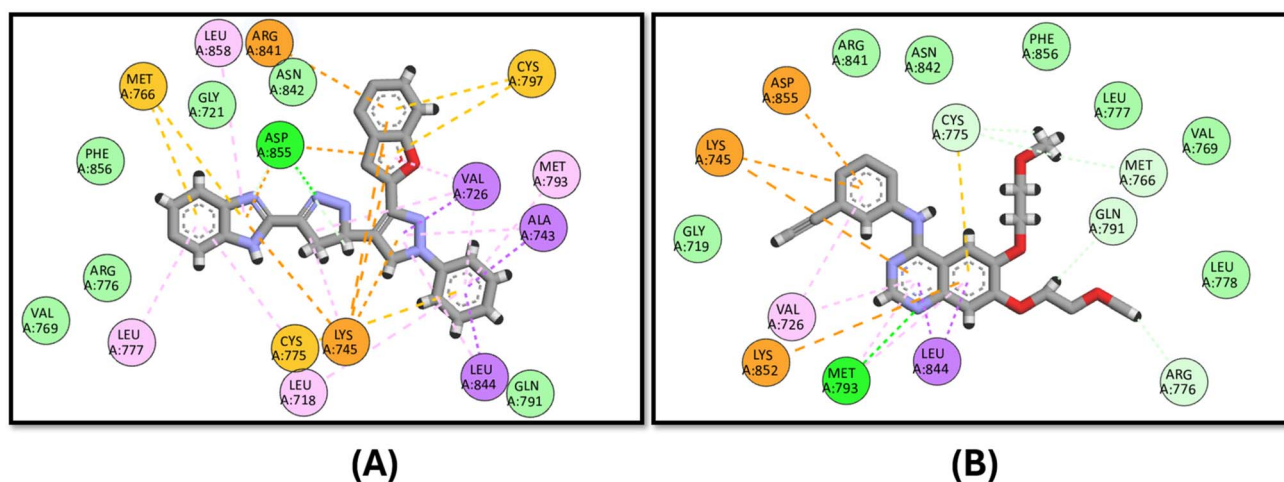 LEU
A:858
ARG
A:841
ASN
A:842
MET
A:766
GLY
A:721
CYS
A:797
ASP
A:855
PHE
A:856
VAL
A:726
MET
A:793
ALA
A:743
ARG
A:776
VAL
A:769
LEU
A:777
CYS
A:775
LYS
A:745
LEU
A:718
LEU
A:844
GLN
A:791
(A)
ARG
A:841
ASN
A:842
PHE
A:856
ASP
A:855
CYS
A:775
LEU
A:777
VAL
A:769
LYS
A:745
MET
A:766
GLN
A:791
GLY
A:719
LEU
A:778
VAL
A:726
LYS
A:852
MET
A:793
LEU
A:844
ARG
A:776
(B)